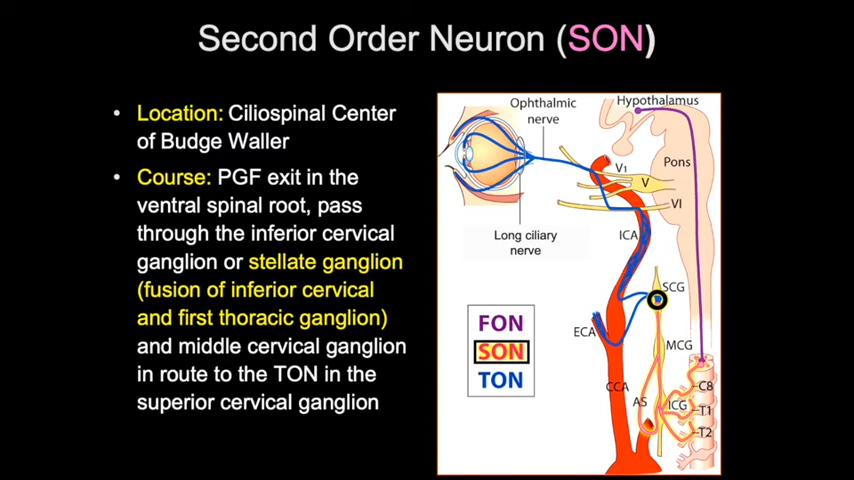 Second Order Neuron (SON)
• Location: Ciliospinal Center
of Budge Waller
• Course: PGF exit in the
ventral spinal root, pass
through the inferior cervical
ganglion or stellate ganglion
(fusion of inferior cervical
and first thoracic ganglion)
and middle cervical ganglion
in route to the TON in the
superior cervical ganglion
Ophthalmic
nerve
Hypothalamus
Pons
V1
V
VI
Long ciliary
nerve
ICA
SCG
FON
SON
TON
ECA
MCG
CCA
AS
ICG
C8
T1
T2